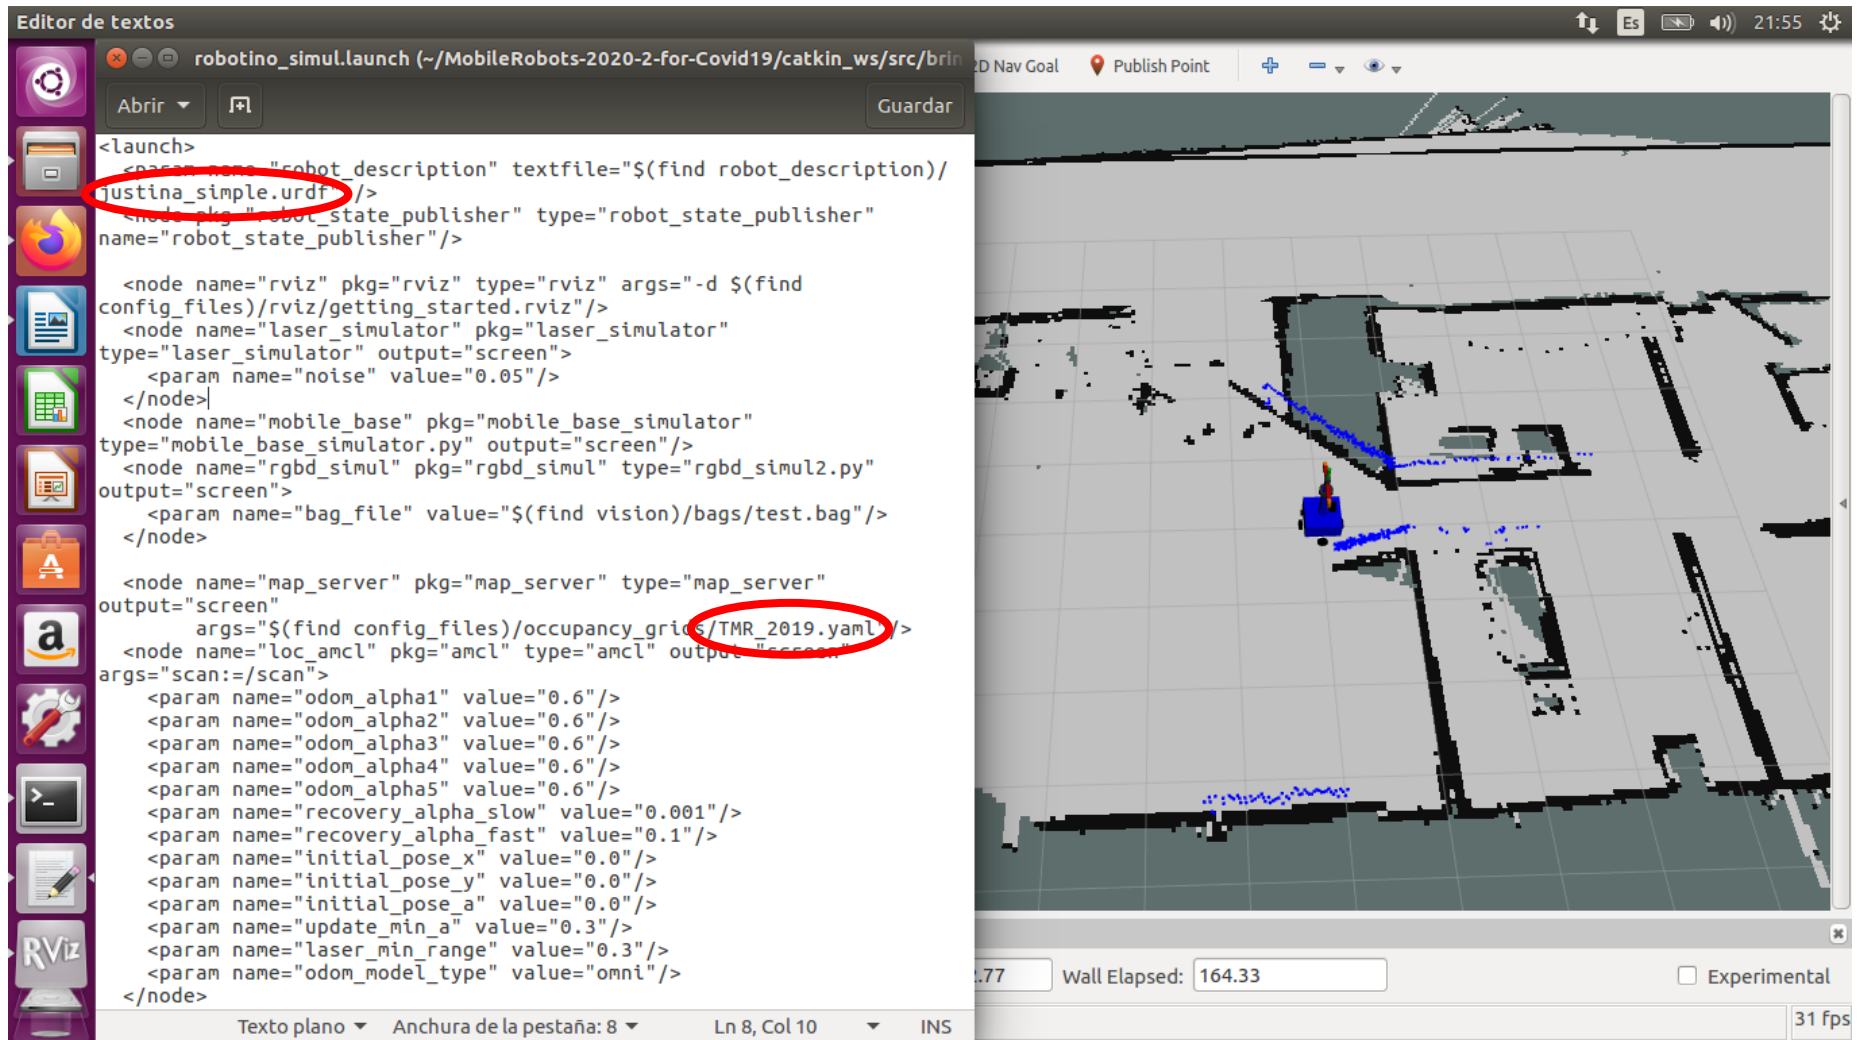 Editor de textos
Es
21:55
robotino_simul.launch (~/MobileRobots-2020-2-for-Covid19/catkin_ws/src/brin
2D Nav Goal
Publish Point
Abrir
Guardar
<launch>
<param name="robot_description" textfile="$(find robot_description)/
justina_simple.urdf" />
<node pkg="robot_state_publisher" type="robot_state_publisher"
name="robot_state_publisher"/>
<node name="rviz" pkg="rviz" type="rviz" args="-d $(find
config_files)/rviz/getting_started.rviz"/>
<node name="laser_simulator" pkg="laser_simulator"
type="laser_simulator" output="screen">
<param name="noise" value="0.05"/>
</node>
<node name="mobile_base" pkg="mobile_base_simulator"
type="mobile_base_simulator.py" output="screen"/>
<node name="rgbd_simul" pkg="rgbd_simul" type="rgbd_simul2.py"
output="screen">
<param name="bag_file" value="$(find vision)/bags/test.bag"/>
</node>
<node name="map_server" pkg="map_server" type="map_server"
output="screen"
args="$(find config_files)/occupancy_grids/TMR_2019.yaml"/>
<node name="loc_amcl" pkg="amcl" type="amcl" output="screen"
args="scan:=/scan">
<param name="odom_alpha1" value="0.6"/>
<param name="odom_alpha2" value="0.6"/>
<param name="odom_alpha3" value="0.6"/>
<param name="odom_alpha4" value="0.6"/>
<param name="odom_alpha5" value="0.6"/>
<param name="recovery_alpha_slow" value="0.001"/>
<param name="recovery_alpha_fast" value="0.1"/>
<param name="initial_pose_x" value="0.0"/>
<param name="initial_pose_y" value="0.0"/>
<param name="initial_pose_a" value="0.0"/>
<param name="update_min_a" value="0.3"/>
<param name="laser_min_range" value="0.3"/>
<param name="odom_model_type" value="omni"/>
</node>
Texto plano
Anchura de la pestaña: 8
Ln 8, Col 10
INS
RViz
.77
Wall Elapsed:
164.33
Experimental
31 fps